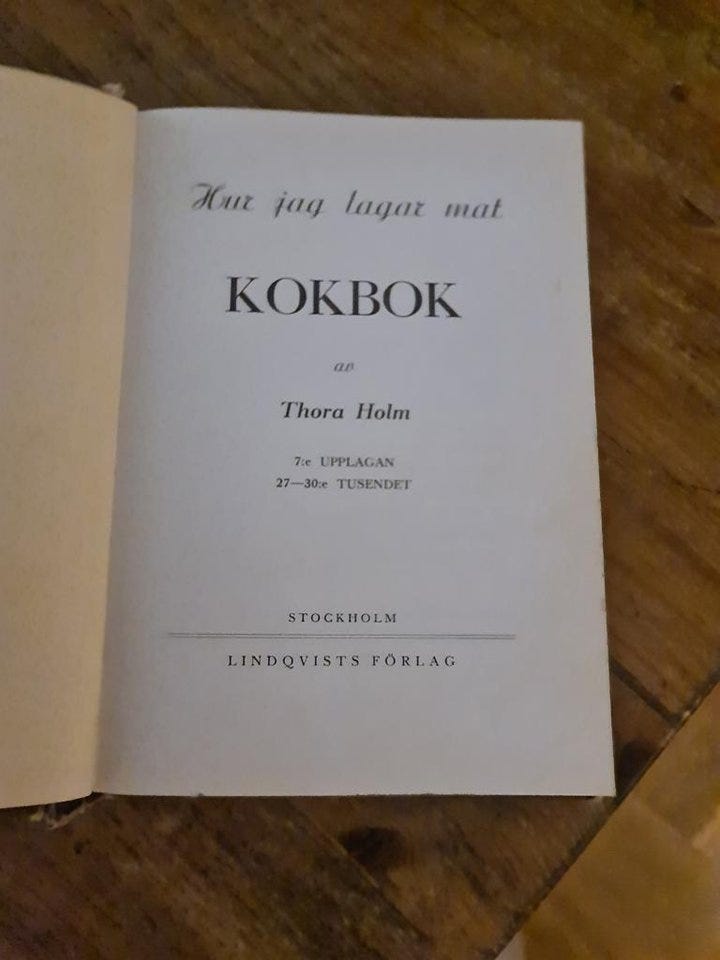 Hur jag lagar mat
KOKBOK
av
Thora Holm
7:e UPPLAGAN
27—30:e TUSENDET
STOCKHOLM
LINDQVISTS FÖRLAG